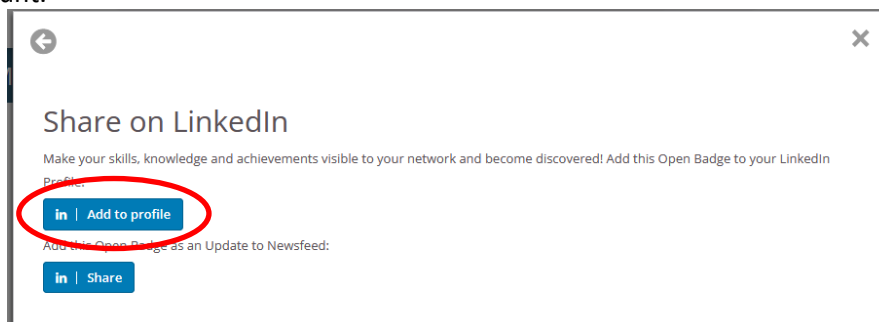 Share on LinkedIn
Make your skills, knowledge and achievements visible to your network and become discovered! Add this Open Badge to your LinkedIn
Profile:
in | Add to profile
Add this Open Badge as an Update to Newsfeed:
in | Share